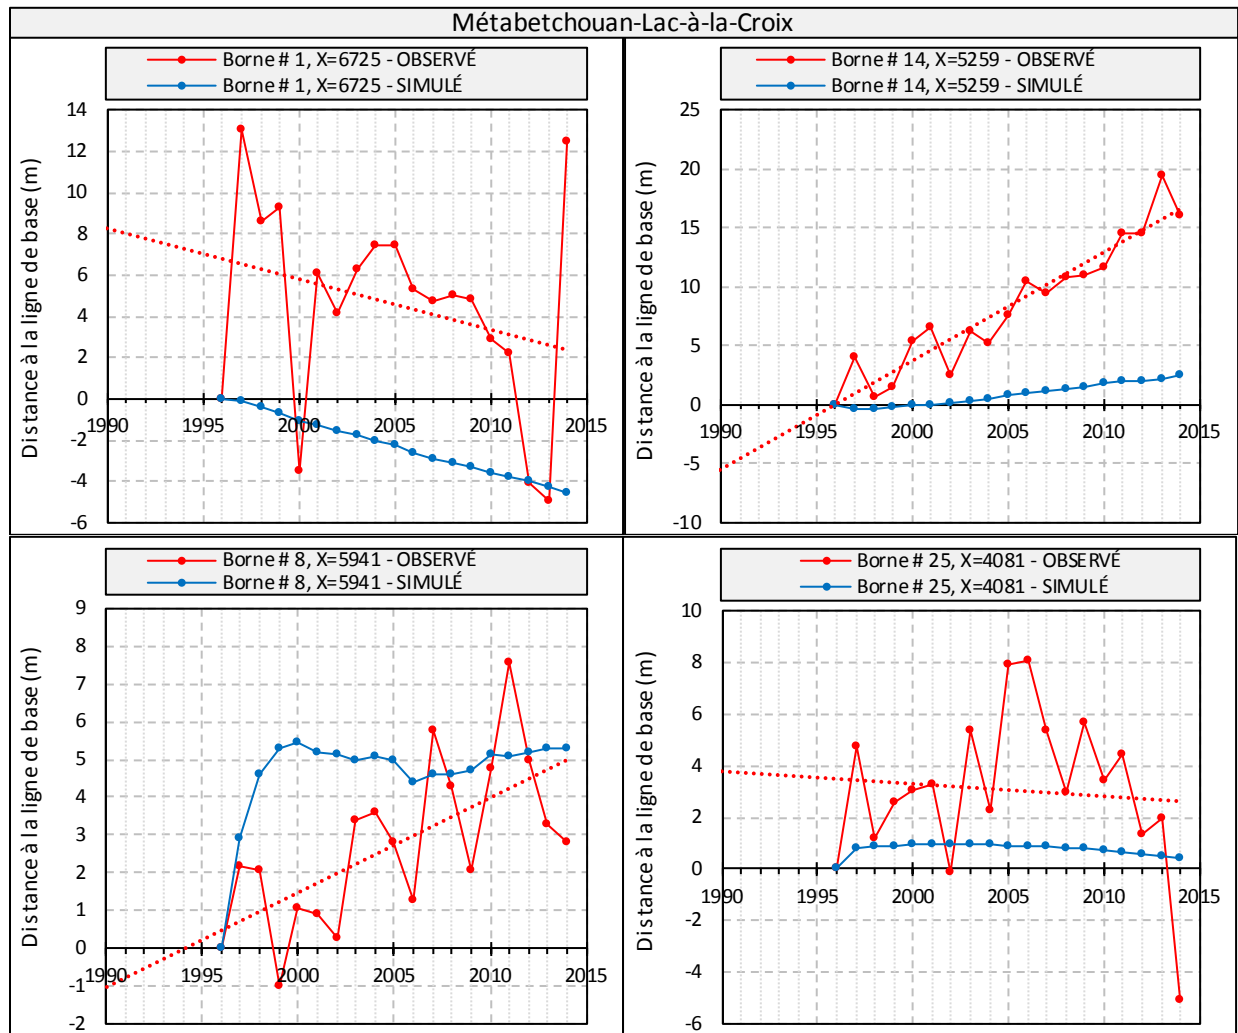 Métabetchouan-Lac-à-la-Croix
Borne # 1, X=6725 - OBSERVÉ
Borne # 1, X=6725 - SIMULÉ
Distance à la ligne de base (m)
14
12
10
8
6
4
2
0
-2
-4
-6
1990 1995 2000 2005 2010 2015
Borne # 14, X=5259 - OBSERVÉ
Borne # 14, X=5259 - SIMULÉ
Distance à la ligne de base (m)
25
20
15
10
5
0
-5
-10
1990 1995 2000 2005 2010 2015
Borne # 8, X=5941 - OBSERVÉ
Borne # 8, X=5941 - SIMULÉ
Distance à la ligne de base (m)
9
8
7
6
5
4
3
2
1
0
-1
-2
1990 1995 2000 2005 2010 2015
Borne # 25, X=4081 - OBSERVÉ
Borne # 25, X=4081 - SIMULÉ
Distance à la ligne de base (m)
10
8
6
4
2
0
-2
-4
-6
1990 1995 2000 2005 2010 2015